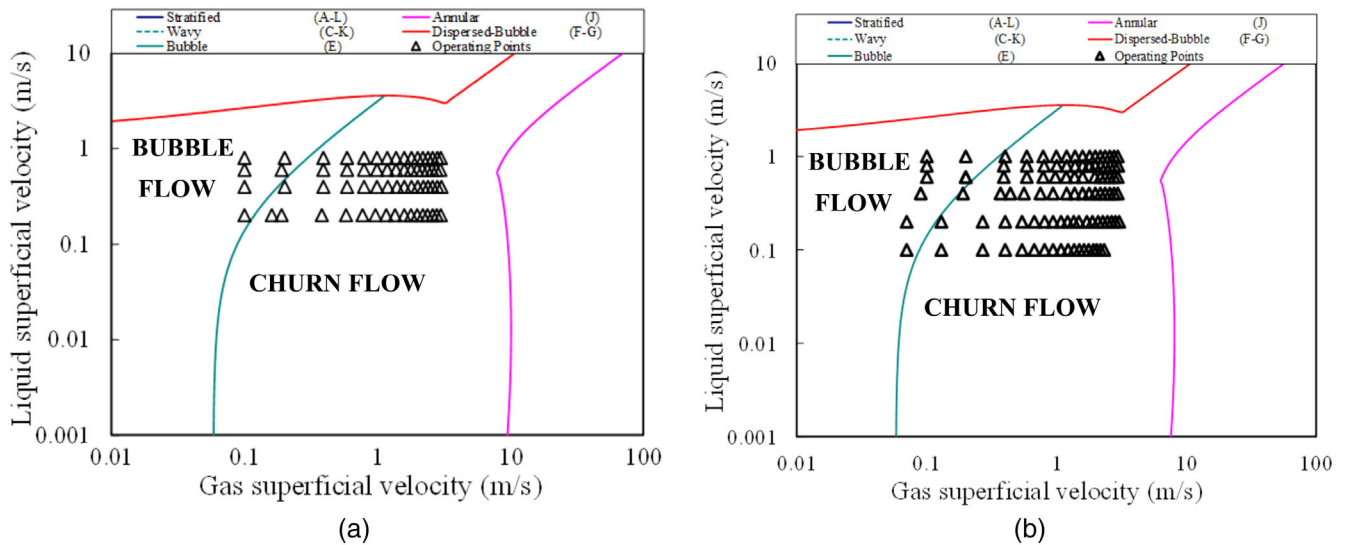 Stratified (A-L) Annular (J)
Wavy (C-K) Dispersed-Bubble (F-G)
Bubble (E) Operating Points
10
1
0.1
0.01
0.001
Liquid superficial velocity (m/s)
BUBBLE
FLOW
CHURN FLOW
0.01 0.1 1 10 100
Gas superficial velocity (m/s)
(a)
Stratified (A-L) Annular (J)
Wavy (C-K) Dispersed-Bubble (F-G)
Bubble (E) Operating Points
10
1
0.1
0.01
0.001
Liquid superficial velocity (m/s)
BUBBLE
FLOW
CHURN FLOW
0.01 0.1 1 10 100
Gas superficial velocity (m/s)
(b)